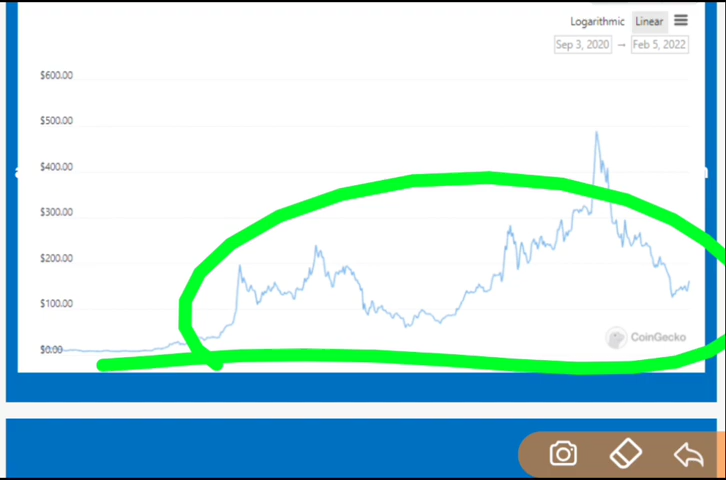 Logarithmic Linear
Sep 3, 2020 → Feb 5, 2022
$600.00
$500.00
$400.00
$300.00
$200.00
$100.00
$0.00
CoinGecko